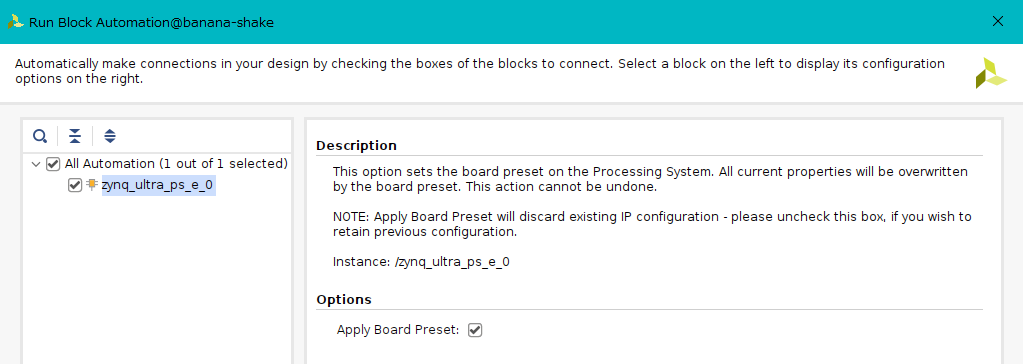 Run Block Automation@banana-shake
Automatically make connections in your design by checking the boxes of the blocks to connect. Select a block on the left to display its configuration
options on the right.
All Automation (1 out of 1 selected)
zynq_ultra_ps_e_0
Description
This option sets the board preset on the Processing System. All current properties will be overwritten
by the board preset. This action cannot be undone.
NOTE: Apply Board Preset will discard existing IP configuration - please uncheck this box, if you wish to
retain previous configuration.
Instance: /zynq_ultra_ps_e_0
Options
Apply Board Preset: